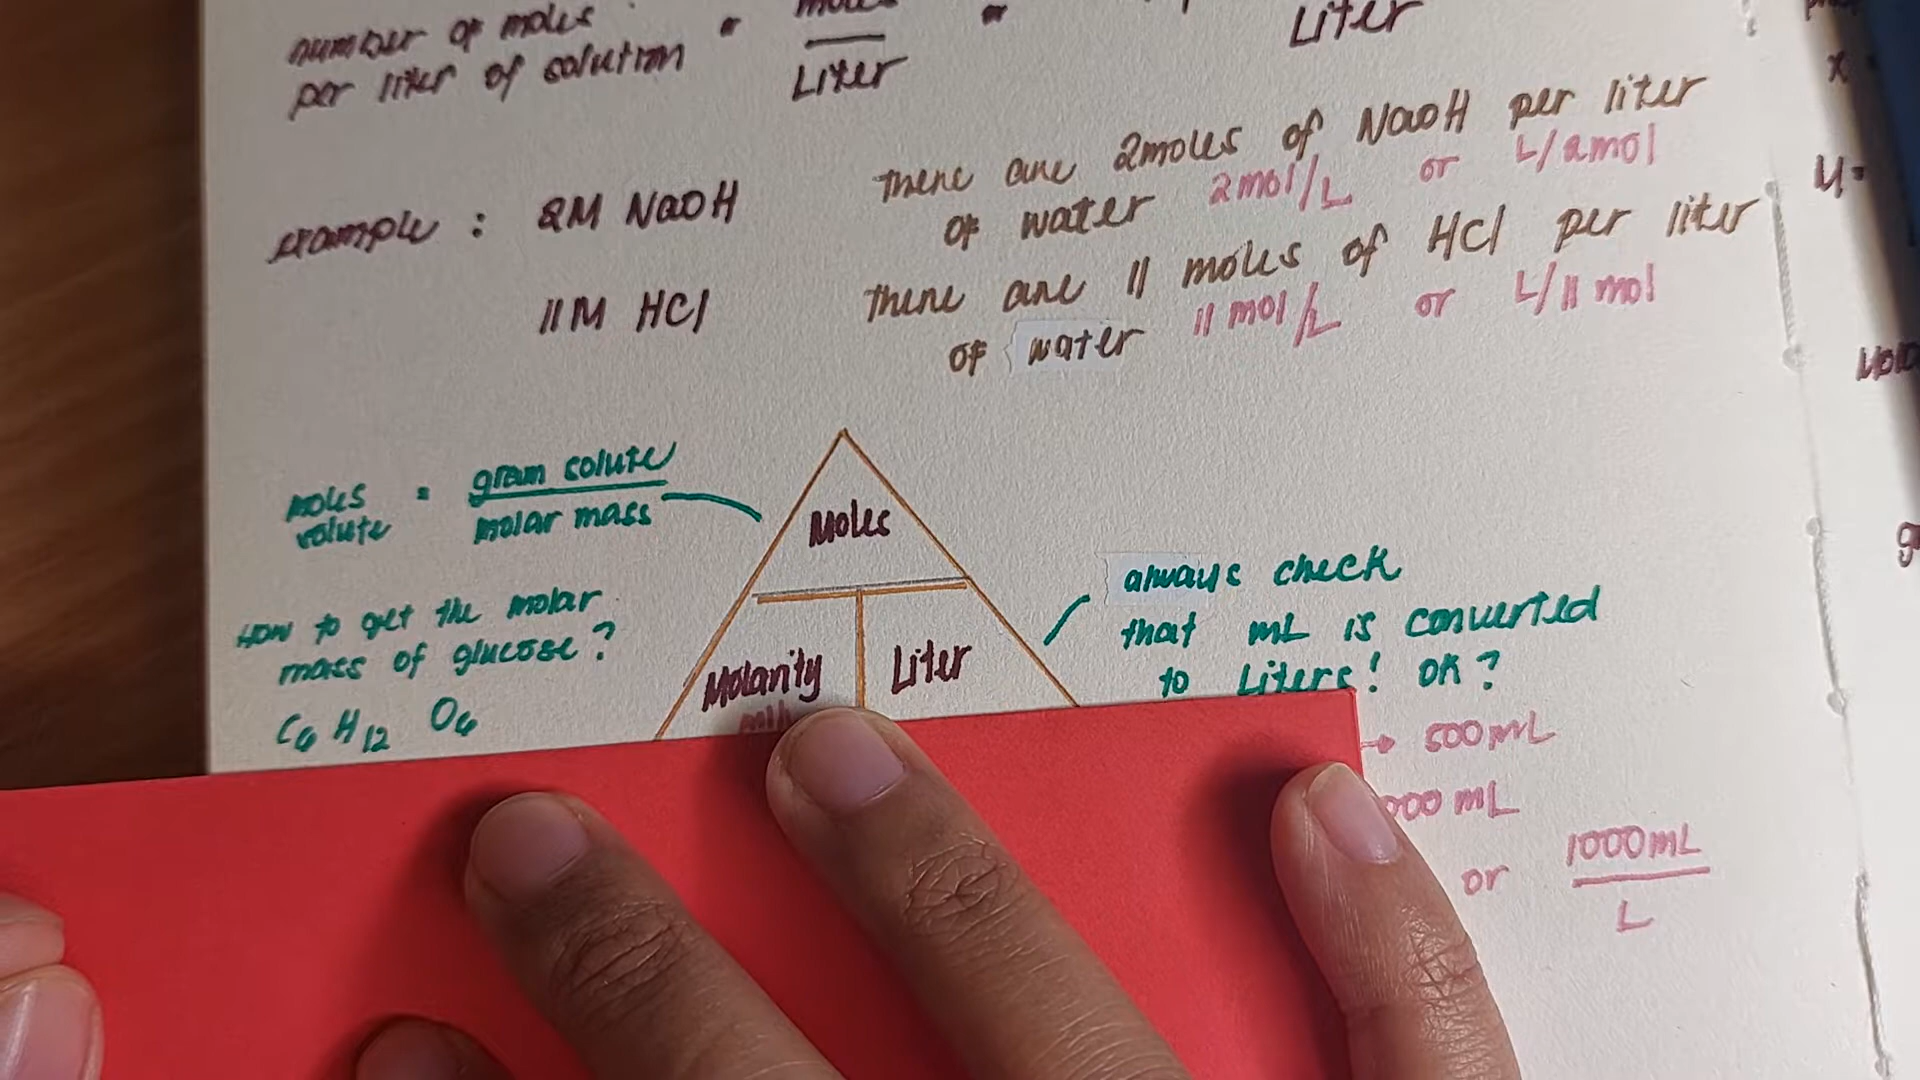 number of moles
per liter of solution = moles / Liter =
Liter
example : 2M NaOH
There are 2moles of NaOH per liter
of water 2mol/L or L/2mol
11M HCl
There are 11 moles of HCl per liter
of water 11 mol/L or L/11 mol
moles solute = gram solute / molar mass
Moles
Molarity
Liter
How to get the molar
mass of glucose?
C6 H12 O6
always check
that mL is converted
to Liters! OK?
→ 500mL
000 mL
or 1000mL / L
x
M=